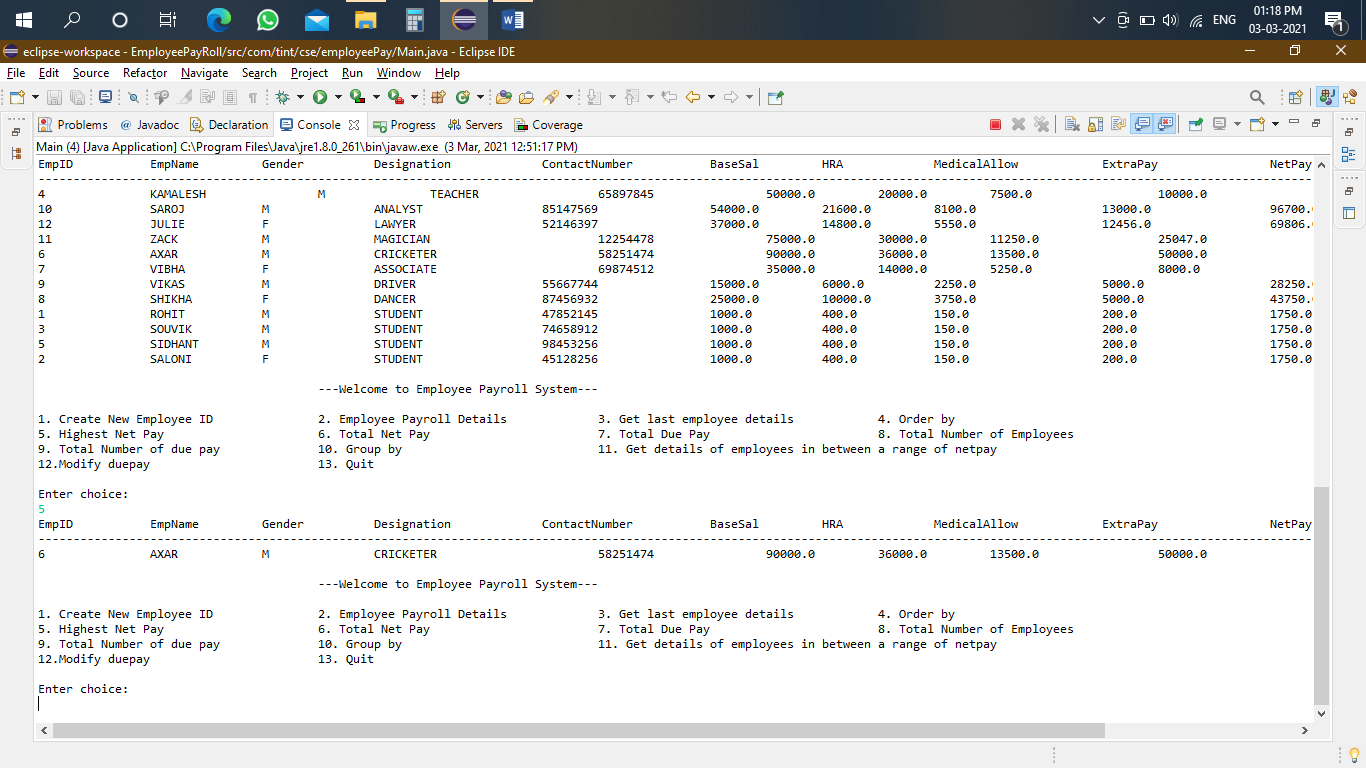 ENG
01:18 PM
03-03-2021
1
eclipse-workspace - EmployeePayRoll/src/com/tint/cse/employeePay/Main.java - Eclipse IDE
File Edit Source Refactor Navigate Search Project Run Window Help
Problems @ Javadoc Declaration Console Progress Servers Coverage
Main (4) [Java Application] C:\Program Files\Java\jre1.8.0_261\bin\javaw.exe (3 Mar, 2021 12:51:17 PM)
EmpID EmpName Gender Designation ContactNumber BaseSal HRA MedicalAllow ExtraPay NetPay
4 KAMALESH M TEACHER 65897845 50000.0 20000.0 7500.0 10000.0
10 SAROJ M ANALYST 85147569 54000.0 21600.0 8100.0 13000.0 96700.
12 JULIE F LAWYER 52146397 37000.0 14800.0 5550.0 12456.0 69806.
11 ZACK M MAGICIAN 12254478 75000.0 30000.0 11250.0 25047.0
6 AXAR M CRICKETER 58251474 90000.0 36000.0 13500.0 50000.0
7 VIBHA F ASSOCIATE 69874512 35000.0 14000.0 5250.0 8000.0
9 VIKAS M DRIVER 55667744 15000.0 6000.0 2250.0 5000.0 28250.
8 SHIKHA F DANCER 87456932 25000.0 10000.0 3750.0 5000.0 43750.
1 ROHIT M STUDENT 47852145 1000.0 400.0 150.0 200.0 1750.0
3 SOUVIK M STUDENT 74658912 1000.0 400.0 150.0 200.0 1750.0
5 SIDHANT M STUDENT 98453256 1000.0 400.0 150.0 200.0 1750.0
2 SALONI F STUDENT 45128256 1000.0 400.0 150.0 200.0 1750.0
---Welcome to Employee Payroll System---
1. Create New Employee ID 2. Employee Payroll Details 3. Get last employee details 4. Order by
5. Highest Net Pay 6. Total Net Pay 7. Total Due Pay 8. Total Number of Employees
9. Total Number of due pay 10. Group by 11. Get details of employees in between a range of netpay
12.Modify duepay 13. Quit
Enter choice:
5
EmpID EmpName Gender Designation ContactNumber BaseSal HRA MedicalAllow ExtraPay NetPay
6 AXAR M CRICKETER 58251474 90000.0 36000.0 13500.0 50000.0
---Welcome to Employee Payroll System---
1. Create New Employee ID 2. Employee Payroll Details 3. Get last employee details 4. Order by
5. Highest Net Pay 6. Total Net Pay 7. Total Due Pay 8. Total Number of Employees
9. Total Number of due pay 10. Group by 11. Get details of employees in between a range of netpay
12.Modify duepay 13. Quit
Enter choice: